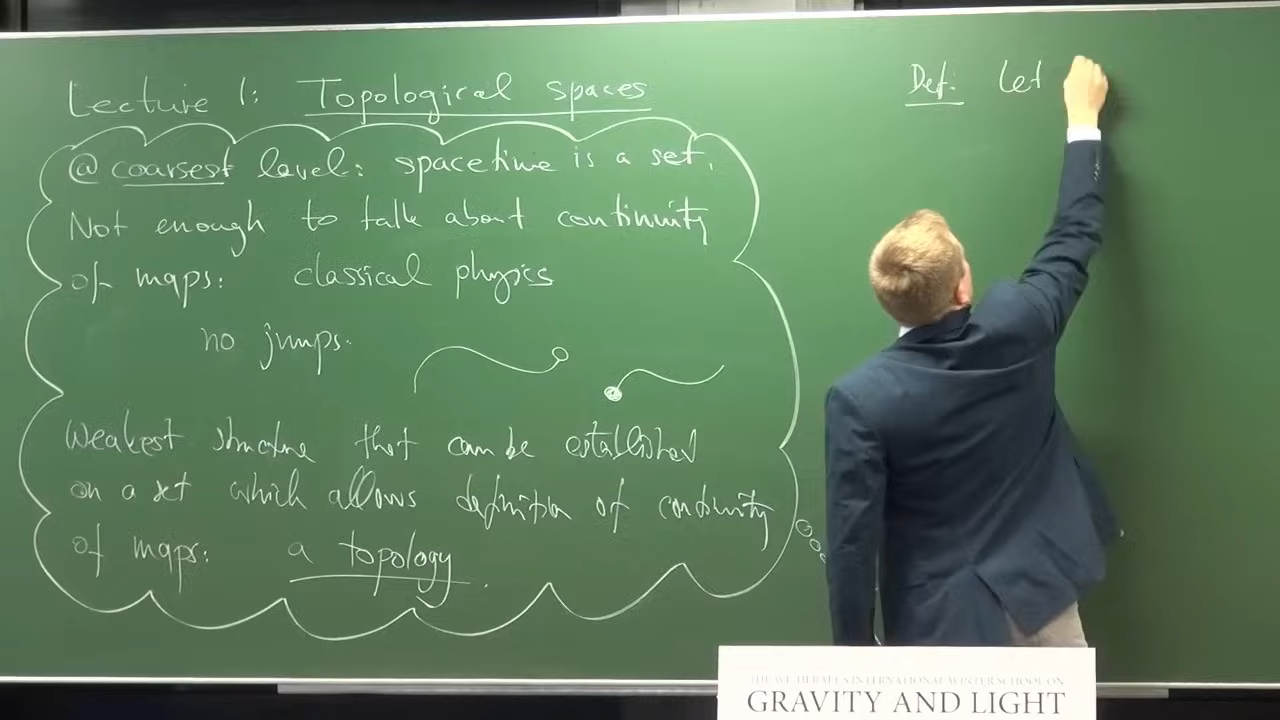 Lecture 1: Topological spaces
@ coarsest level: spacetime is a set.
Not enough to talk about continuity
of maps: classical physics
no jumps.
Weakest structure that can be established
on a set which allows definition of continuity
of maps: a topology.
Def: Let
THE WE-HERAEUS INTERNATIONAL WINTER SCHOOL ON
GRAVITY AND LIGHT